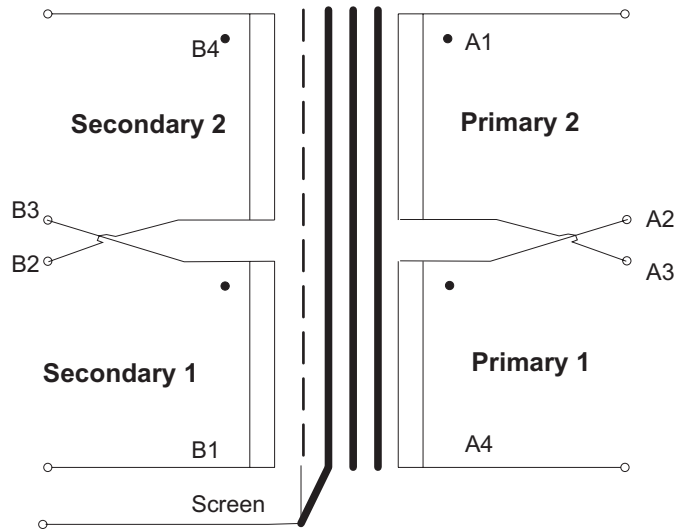 B4
A1
Secondary 2
Primary 2
B3
A2
B2
A3
Secondary 1
Primary 1
B1
A4
Screen